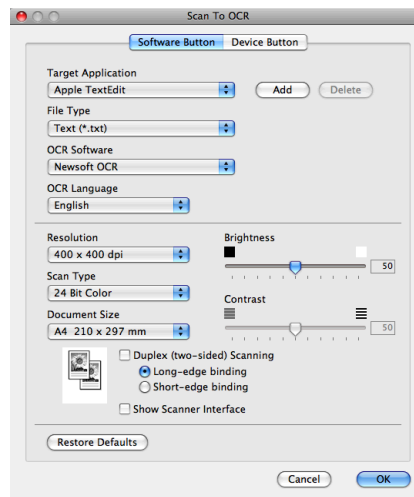 Scan To OCR
Software Button Device Button
Target Application
Apple TextEdit Add Delete
File Type
Text (*.txt)
OCR Software
Newsoft OCR
OCR Language
English
Resolution Brightness
400 x 400 dpi
50
Scan Type
24 Bit Color
Contrast
Document Size
A4 210 x 297 mm 50
Duplex (two-sided) Scanning
Long-edge binding
Short-edge binding
Show Scanner Interface
Restore Defaults
Cancel OK